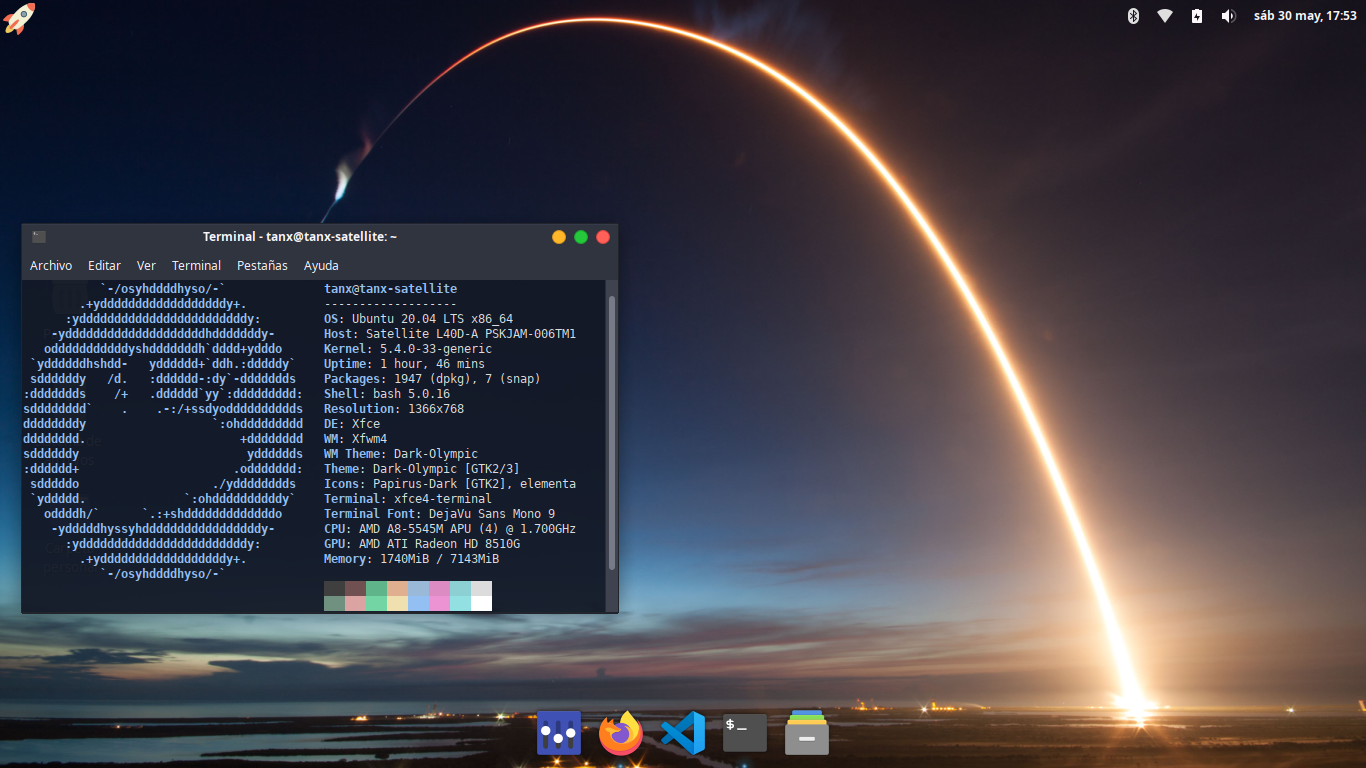 sáb 30 may, 17:53
Terminal - tanx@tanx-satellite: ~
Archivo Editar Ver Terminal Pestañas Ayuda
`-/osyhddddhyso/-` tanx@tanx-satellite
.+yddddddddddddddddddy+. -------------------
:yddddddddddddddddddddddddy: OS: Ubuntu 20.04 LTS x86_64
-yddddddddddddddddddddhdddddddy- Host: Satellite L40D-A PSKJAM-006TM1
odddddddddddyshdddddddh`dddd+ydddo Kernel: 5.4.0-33-generic
`yddddddhshdd- ydddddd+`ddh.:dddddy` Uptime: 1 hour, 46 mins
sddddddy /d. :dddddd-:dy`-ddddddds Packages: 1947 (dpkg), 7 (snap)
:ddddddds /+ .dddddd`yy`:ddddddddd: Shell: bash 5.0.16
sdddddddd` . .-:/+ssdyodddddddddds Resolution: 1366x768
ddddddddy `:ohddddddddd DE: Xfce
dddddddd. +dddddddd WM: Xfwm4
sddddddy ydddddds WM Theme: Dark-Olympic
:dddddd+ .oddddddd: Theme: Dark-Olympic [GTK2/3]
sdddddo ./ydddddddds Icons: Papirus-Dark [GTK2], elementa
`yddddd. `:ohddddddddddy` Terminal: xfce4-terminal
oddddh/` `.:+shdddddddddddddo Terminal Font: DejaVu Sans Mono 9
-ydddddhyssyhdddddddddddddddddy- CPU: AMD A8-5545M APU (4) @ 1.700GHz
:yddddddddddddddddddddddddy: GPU: AMD ATI Radeon HD 8510G
.+yddddddddddddddddddy+. Memory: 1740MiB / 7143MiB
`-/osyhddddhyso/-`
$_